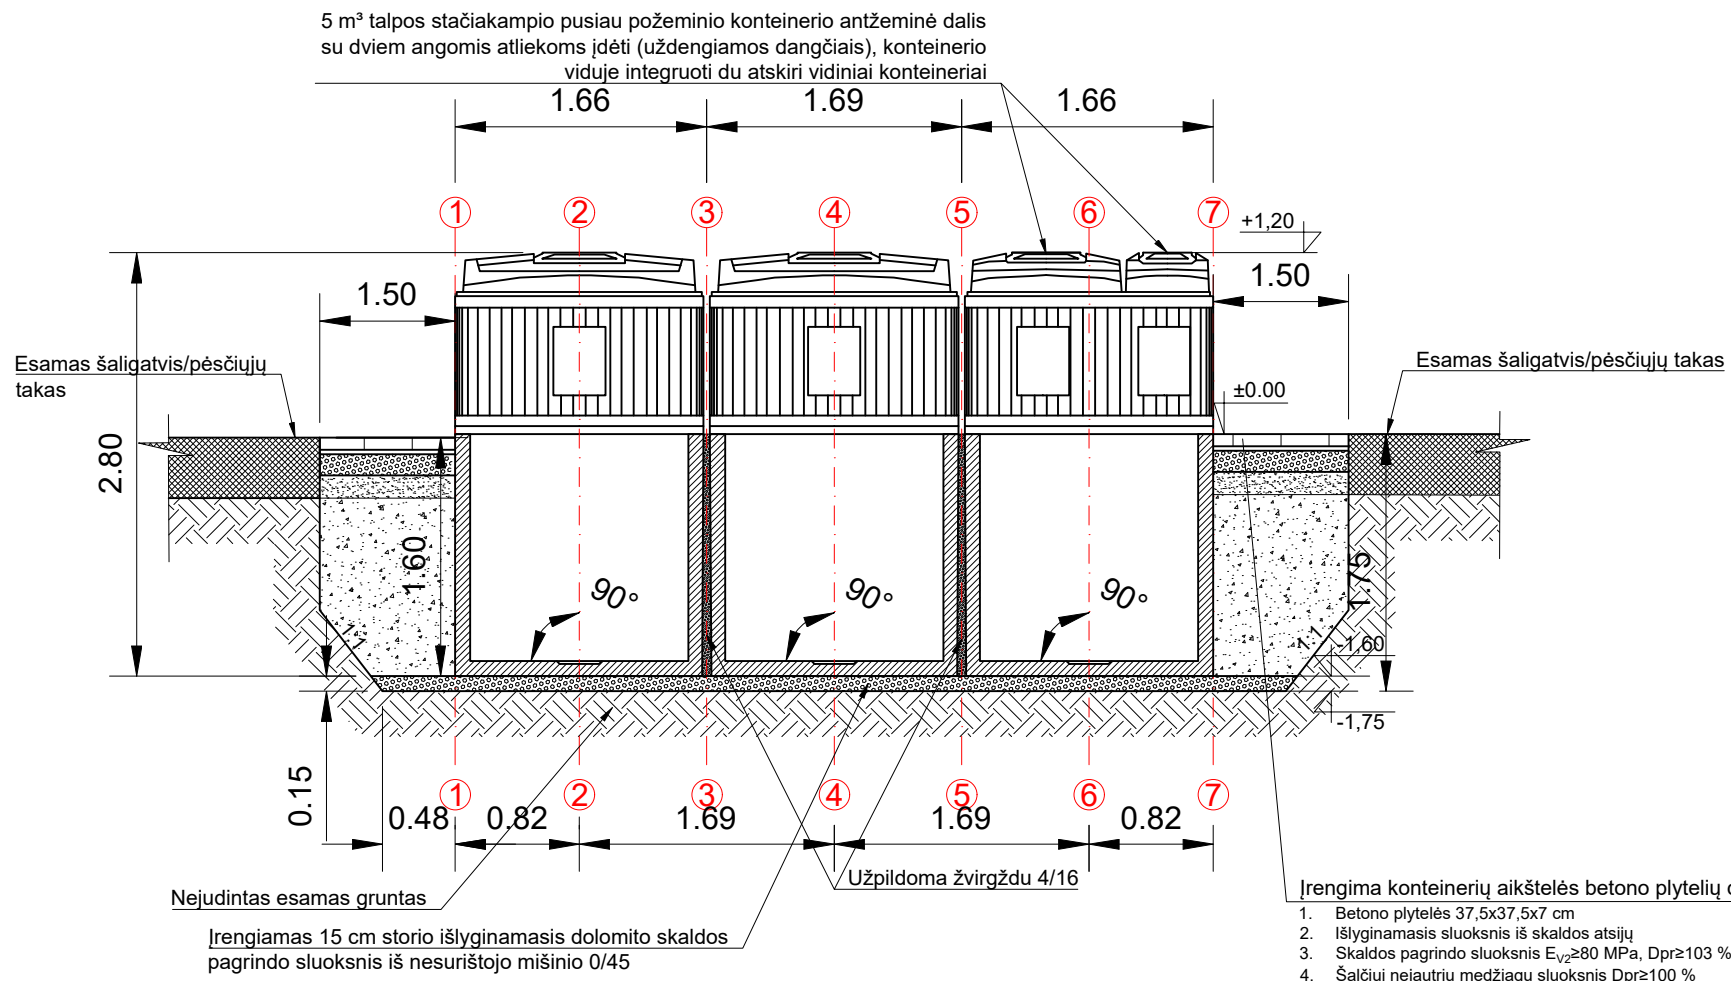 5 m³ talpos stačiakampio pusiau požeminio konteinerio antžeminė dalis
su dviem angomis atliekoms įdėti (uždengiamos dangčiais), konteinerio
viduje integruoti du atskiri vidiniai konteineriai
1.66
1.69
1.66
1
2
3
4
5
6
7
+1,20
1.50
1.50
Esamas šaligatvis/pėsčiųjų
takas
Esamas šaligatvis/pėsčiųjų takas
±0.00
2.80
1.60
1.75
90°
90°
90°
1:1
1:1
-1,60
-1,75
0.15
1
2
3
4
5
6
7
0.48
0.82
1.69
1.69
0.82
Užpildoma žvirgždu 4/16
Nejudintas esamas gruntas
Įrengiamas 15 cm storio išlyginamasis dolomito skaldos
pagrindo sluoksnis iš nesurištojo mišinio 0/45
Įrengima konteinerių aikštelės betono plytelių
1. Betono plytelės 37,5x37,5x7 cm
2. Išlyginamasis sluoksnis iš skaldos atsijų
3. Skaldos pagrindo sluoksnis EV2≥80 MPa, Dpr≥103 %
4. Šalčiui nejautrių medžiagų sluoksnis Dpr≥100 %